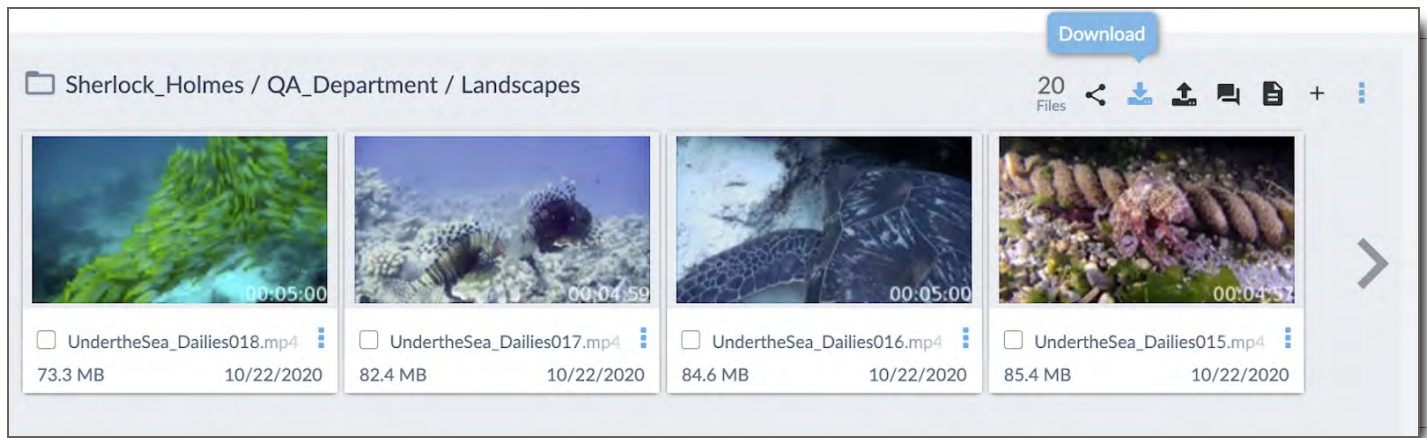 Download
Sherlock_Holmes / QA_Department / Landscapes
20
Files
00:05:00
00:04:59
00:05:00
00:04:57
UndertheSea_Dailies018.mp4
UndertheSea_Dailies017.mp4
UndertheSea_Dailies016.mp4
UndertheSea_Dailies015.mp4
73.3 MB 10/22/2020
82.4 MB 10/22/2020
84.6 MB 10/22/2020
85.4 MB 10/22/2020